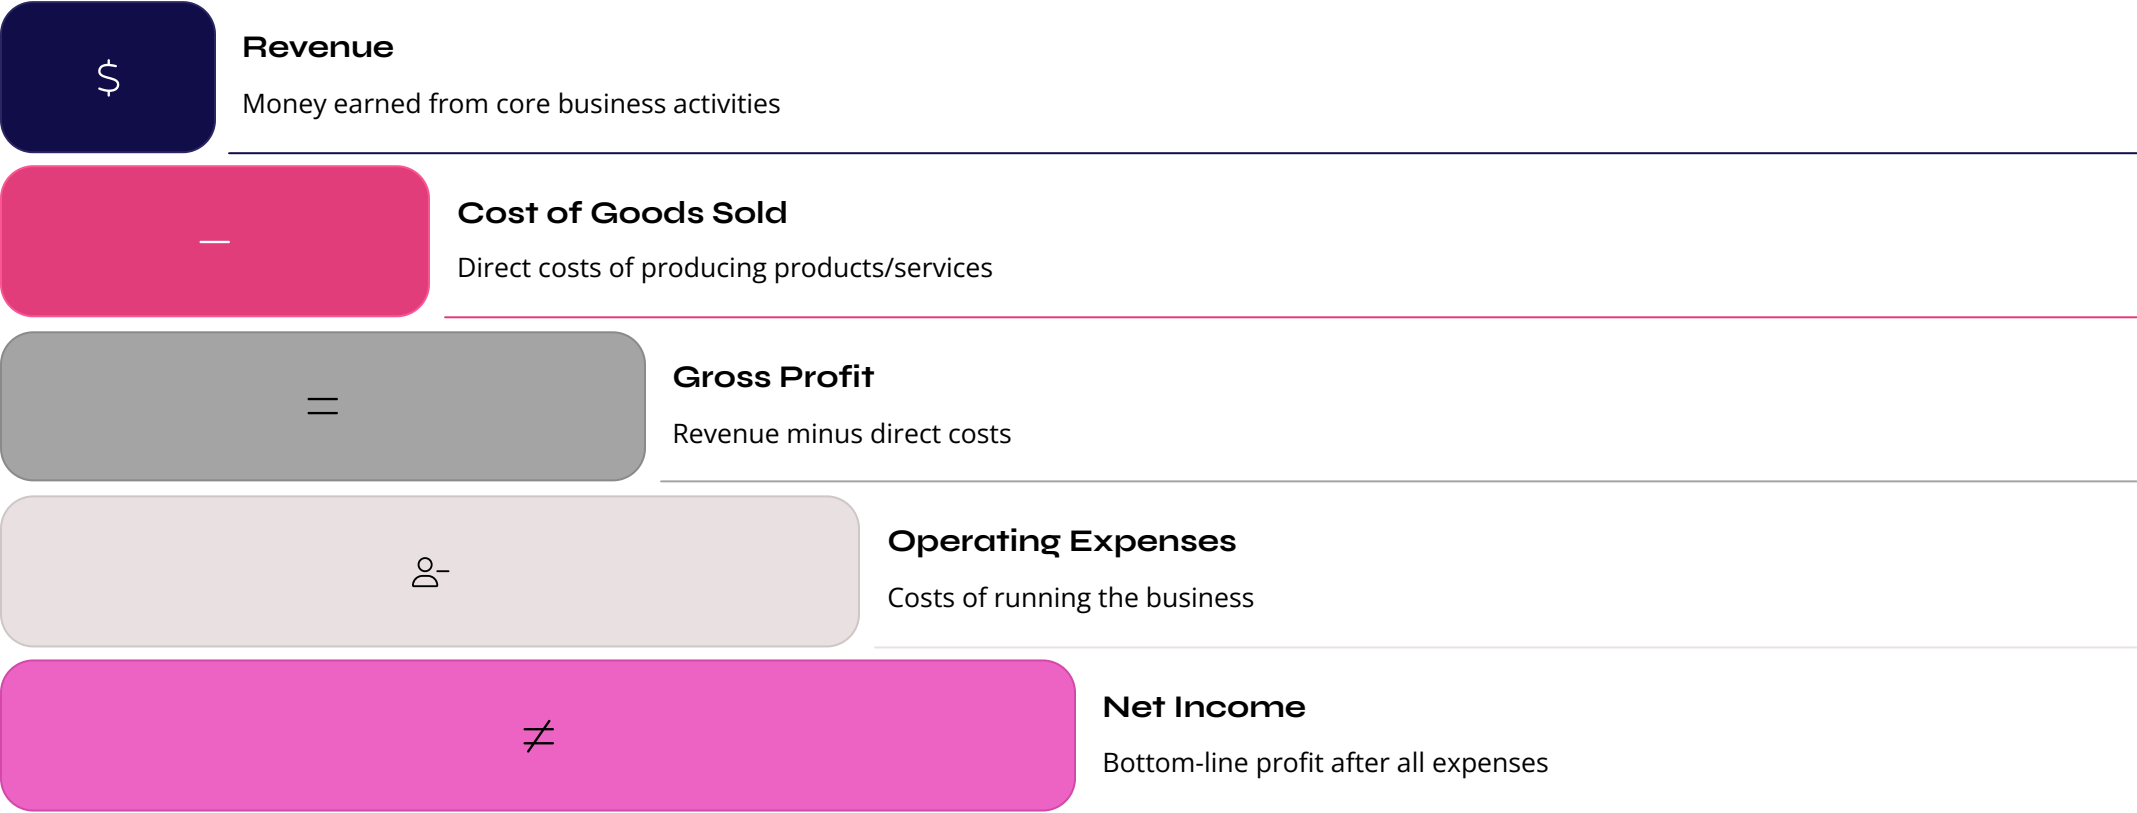 $
Revenue
Money earned from core business activities
—
Cost of Goods Sold
Direct costs of producing products/services
=
Gross Profit
Revenue minus direct costs
Operating Expenses
Costs of running the business
≠
Net Income
Bottom-line profit after all expenses